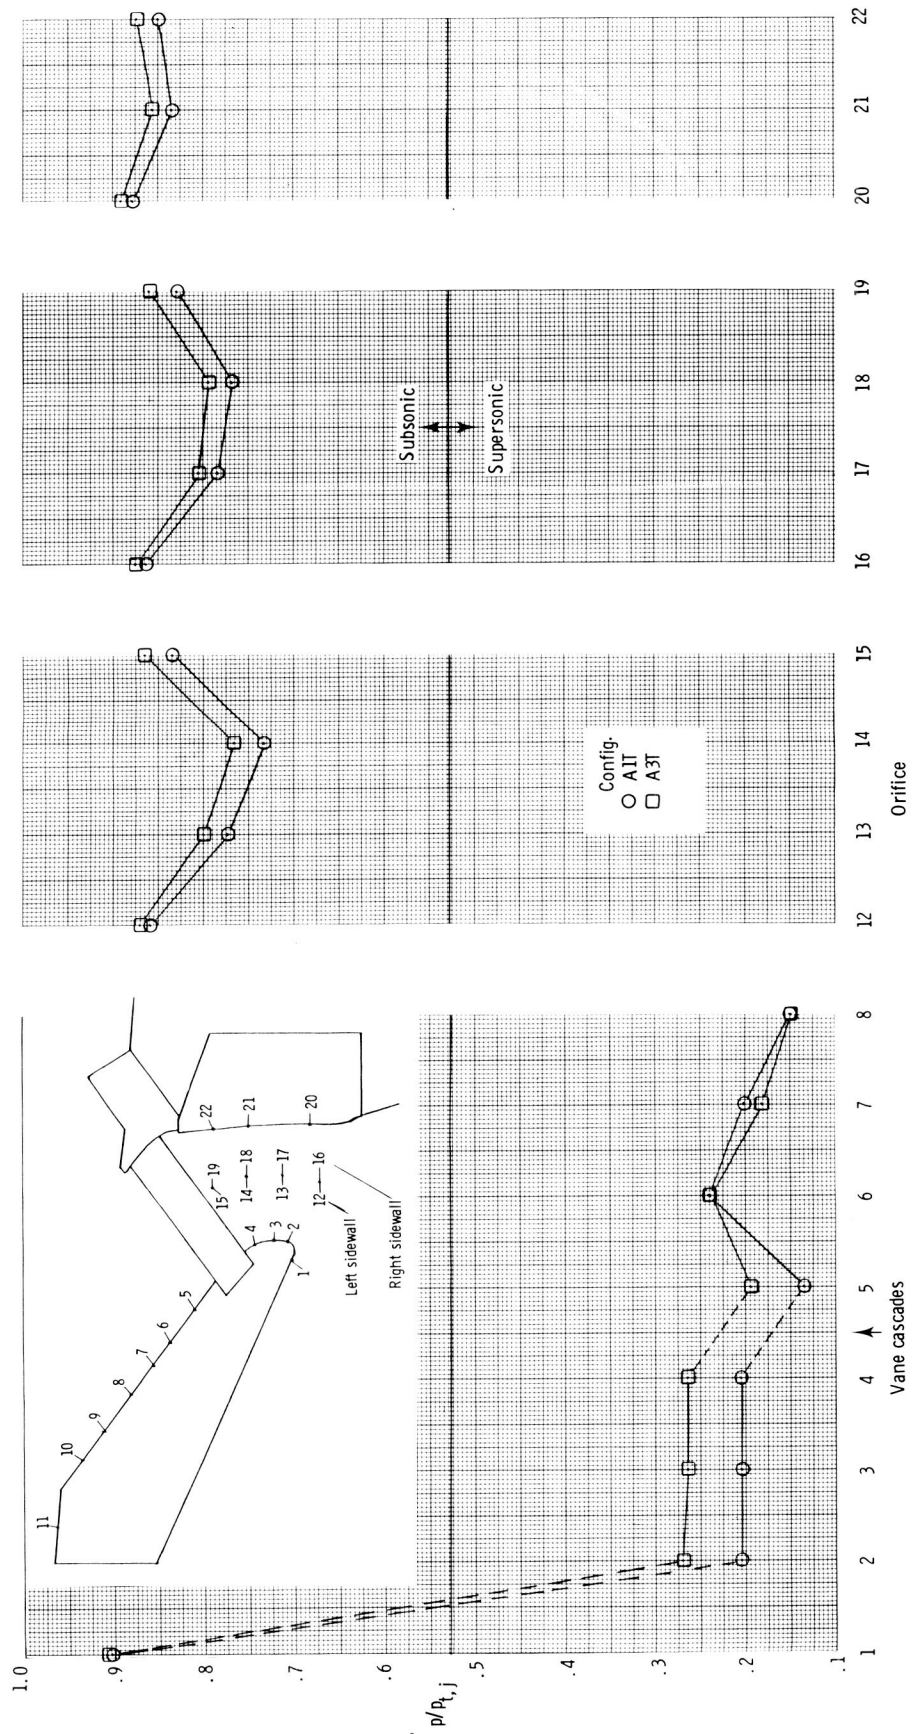 1.0
.9
.8
.7
.6
.5
.4
.3
.2
.1
p/p_t,j
11
10
9
8
7
6
5
4
3
2
1
15 19
14 18
13 17
12 16
22
21
20
Left sidewall
Right sidewall
Subsonic
Supersonic
Config.
A1T
A3T
1 2 3 4 5 6 7 8
12 13 14 15
16 17 18 19
20 21 22
Vane cascades
Orifice